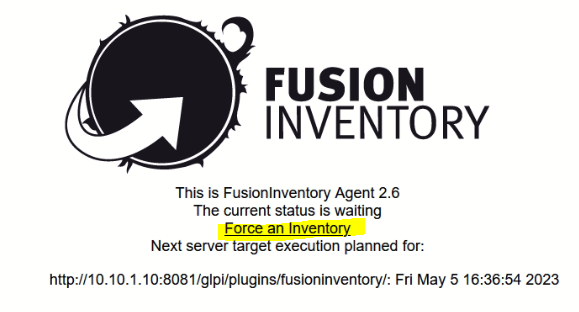 FUSION
INVENTORY
This is FusionInventory Agent 2.6
The current status is waiting
Force an Inventory
Next server target execution planned for:
http://10.10.1.10:8081/glpi/plugins/fusioninventory/: Fri May 5 16:36:54 2023